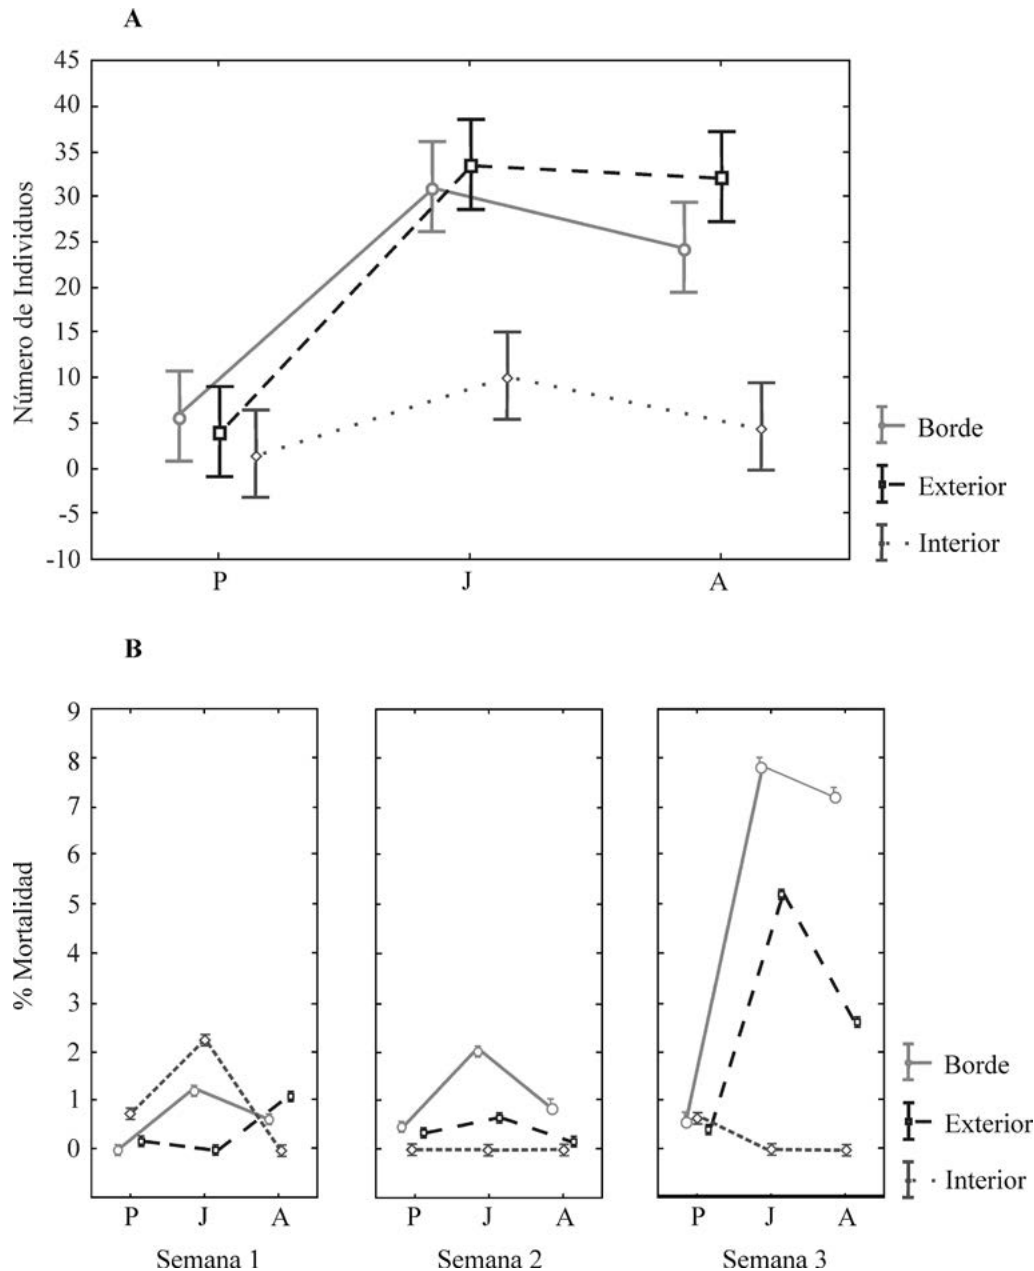 A
45
40
35
30
25
20
15
10
5
0
-5
-10
Número de Individuos
P J A
Borde
Exterior
Interior
B
9
8
7
6
5
4
3
2
1
0
% Mortalidad
P J A P J A P J A
Semana 1 Semana 2 Semana 3
Borde
Exterior
Interior